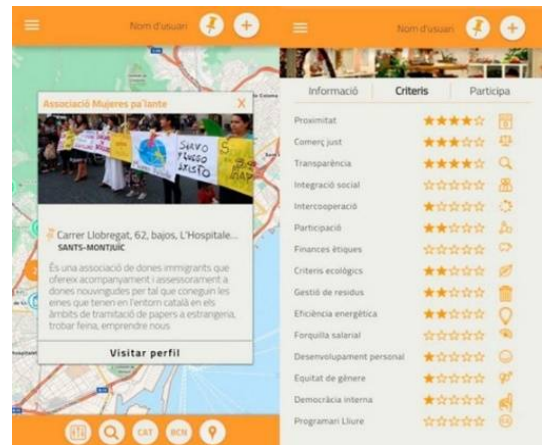 Nom d'usuari
Associació Mujeres pa'lante
X
SERVO
Y LUEGO
EXISTO
Carrer Llobregat, 62, bajos, L'Hospitale...
SANTS-MONTJUÏC
És una associació de dones immigrants que
ofereix acompanyament i assessorament a
dones nouvingudes per tal que coneguin les
eines que tenen en l'entorn català en els
àmbits de tramitació de papers a estrangeria,
trobar feina, emprendre nous
Visitar perfil
CAT
BCN
Nom d'usuari
Informació
Criteris
Participa
Proximitat
Comerç just
Transparència
Integració social
Intercooperació
Participació
Finances ètiques
Criteris ecològics
Gestió de residus
Eficiència energètica
Forquilla salarial
Desenvolupament personal
Equitat de gènere
Democràcia interna
Programari Lliure